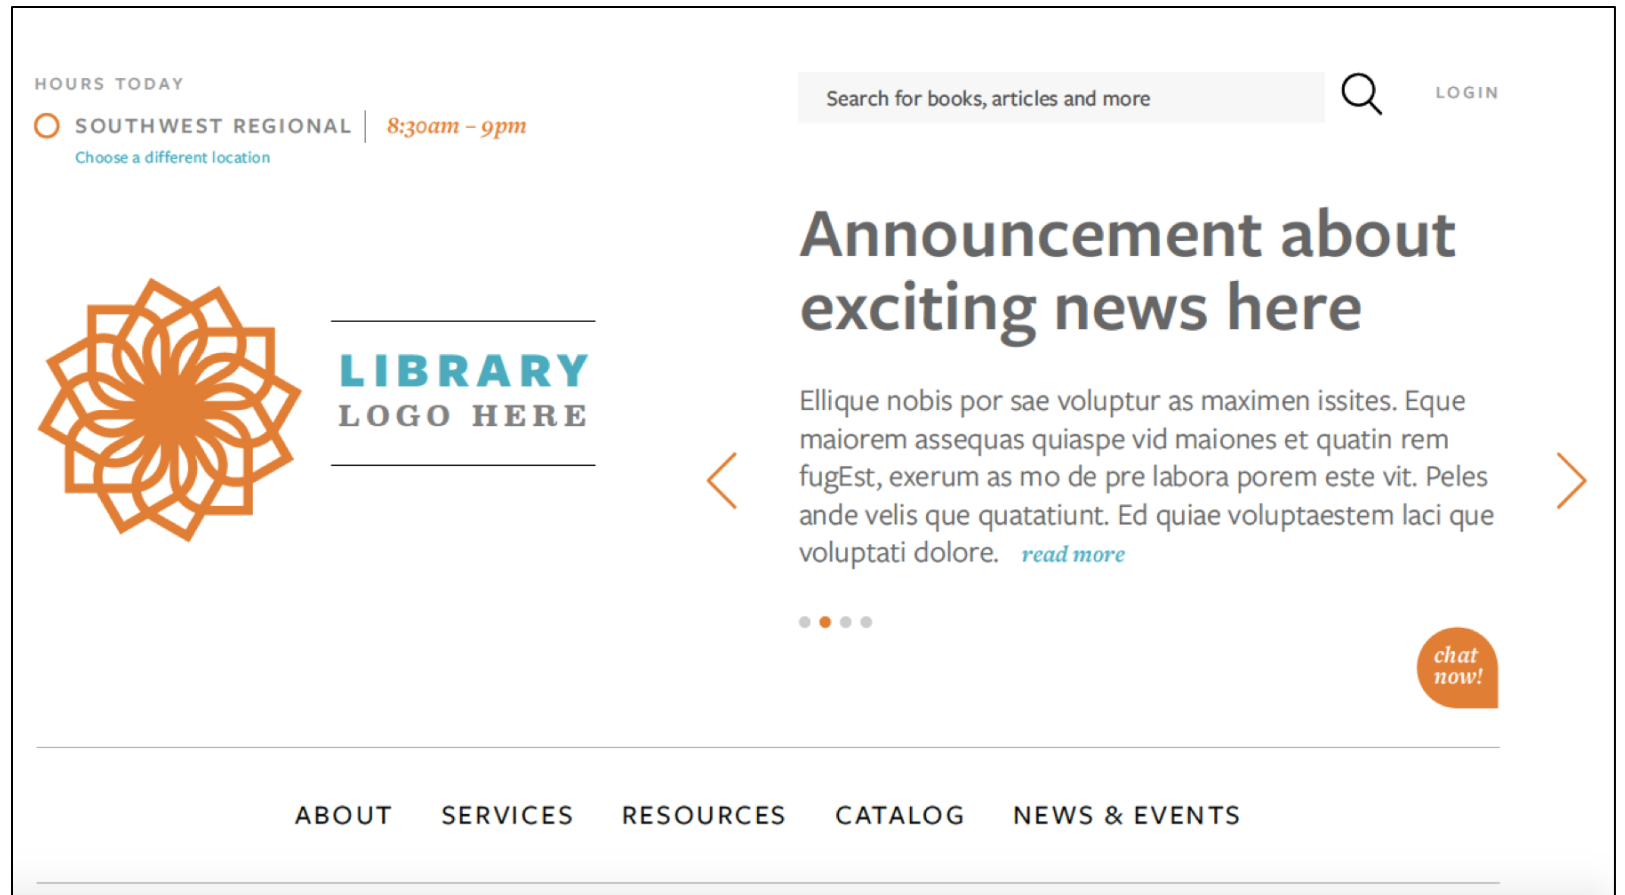 HOURS TODAY
SOUTHWEST REGIONAL 8:30am – 9pm
Choose a different location
Search for books, articles and more
LOGIN
LIBRARY
LOGO HERE
Announcement about
exciting news here
Ellique nobis por sae voluptur as maximen issites. Eque
maiorem assequas quiaspe vid maiones et quatin rem
fugEst, exerum as mo de pre labora porem este vit. Peles
ande velis que quatatiunt. Ed quiae voluptaestem laci que
voluptati dolore. read more
chat
now!
ABOUT SERVICES RESOURCES CATALOG NEWS & EVENTS